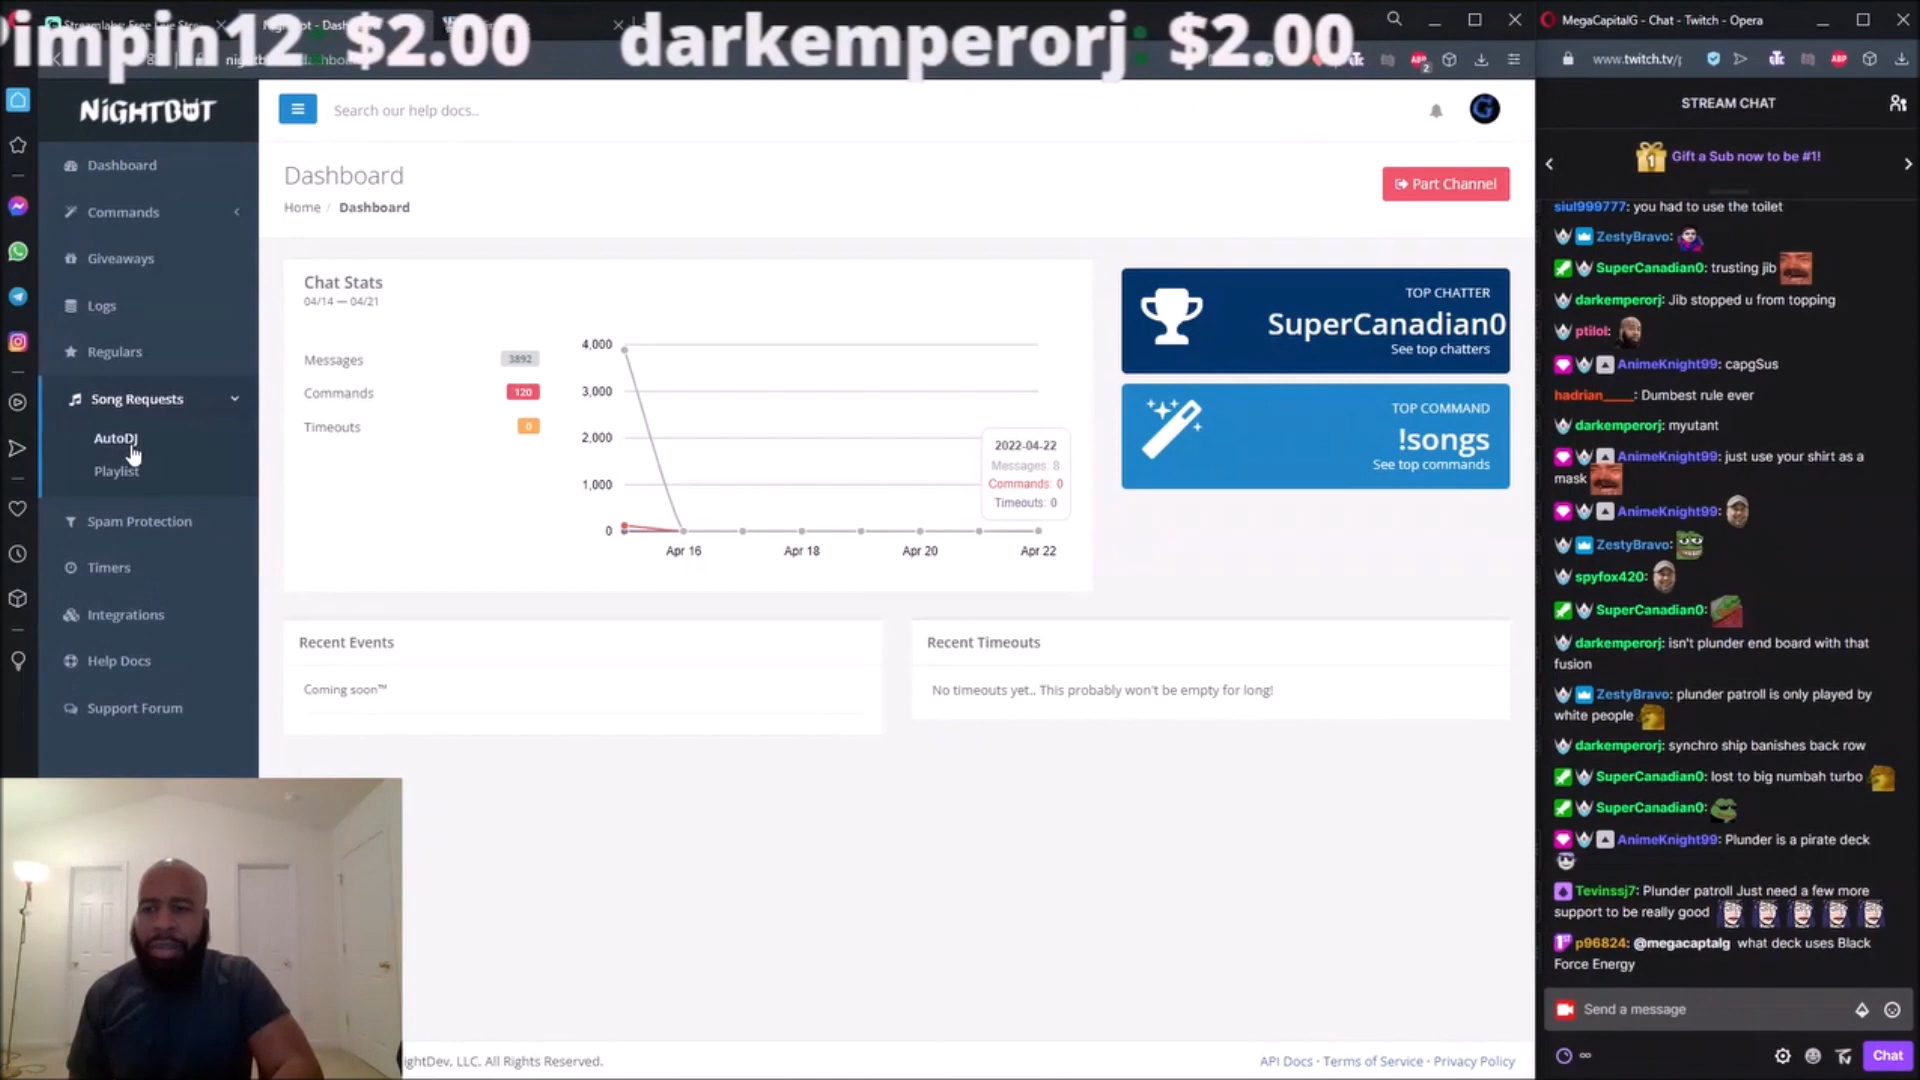 Pimpin12 $2.00 darkemperorj $2.00
MegaCapitalG - Chat - Twitch - Opera
www.twitch.tv/p
NIGHTBOT
Search our help docs..
Dashboard
Commands
Giveaways
Logs
Regulars
Song Requests
AutoDJ
Playlist
Spam Protection
Timers
Integrations
Help Docs
Support Forum
Dashboard
Home / Dashboard
Part Channel
Chat Stats
04/14 — 04/21
Messages 3892
Commands 120
Timeouts 0
4,000
3,000
2,000
1,000
0
Apr 16 Apr 18 Apr 20 Apr 22
2022-04-22
Messages: 8
Commands: 0
Timeouts: 0
TOP CHATTER
SuperCanadian0
See top chatters
TOP COMMAND
!songs
See top commands
Recent Events
Coming soon™
Recent Timeouts
No timeouts yet.. This probably won't be empty for long!
ightDev, LLC. All Rights Reserved.
API Docs · Terms of Service · Privacy Policy
STREAM CHAT
1 Gift a Sub now to be #1!
siul999777: you had to use the toilet
ZestyBravo:
SuperCanadian0: trusting jib
darkemperorj: Jib stopped u from topping
ptilol:
AnimeKnight99: capgSus
hadrian____: Dumbest rule ever
darkemperorj: myutant
AnimeKnight99: just use your shirt as a
mask
AnimeKnight99:
ZestyBravo:
spyfox420:
SuperCanadian0:
darkemperorj: isn't plunder end board with that
fusion
ZestyBravo: plunder patroll is only played by
white people
darkemperorj: synchro ship banishes back row
SuperCanadian0: lost to big numbah turbo
SuperCanadian0:
AnimeKnight99: Plunder is a pirate deck
Tevinssj7: Plunder patroll Just need a few more
support to be really good
p96824: @megacaptalg what deck uses Black
Force Energy
Send a message
Chat